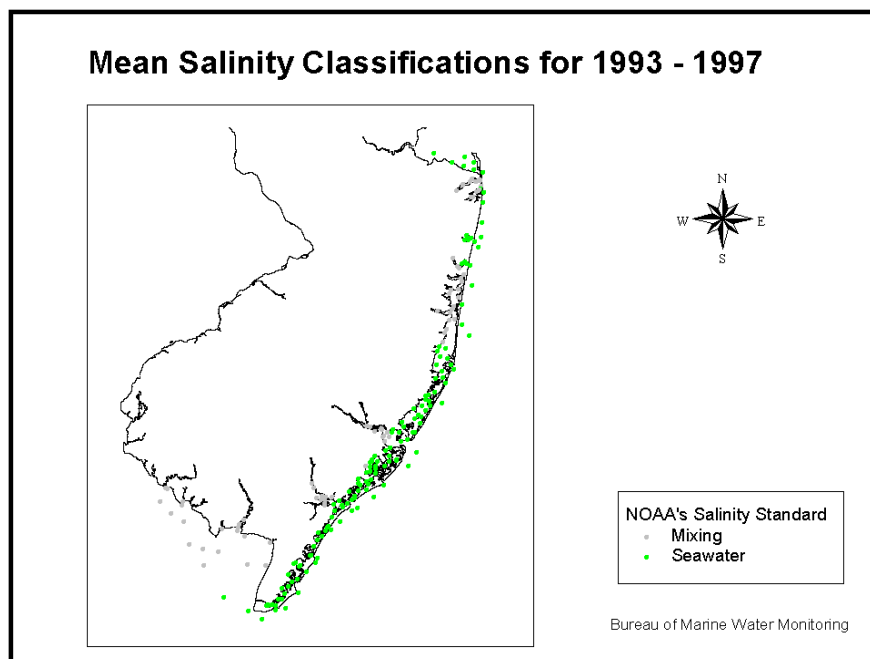 Mean Salinity Classifications for 1993 - 1997
N
W E
S
NOAA's Salinity Standard
Mixing
Seawater
Bureau of Marine Water Monitoring